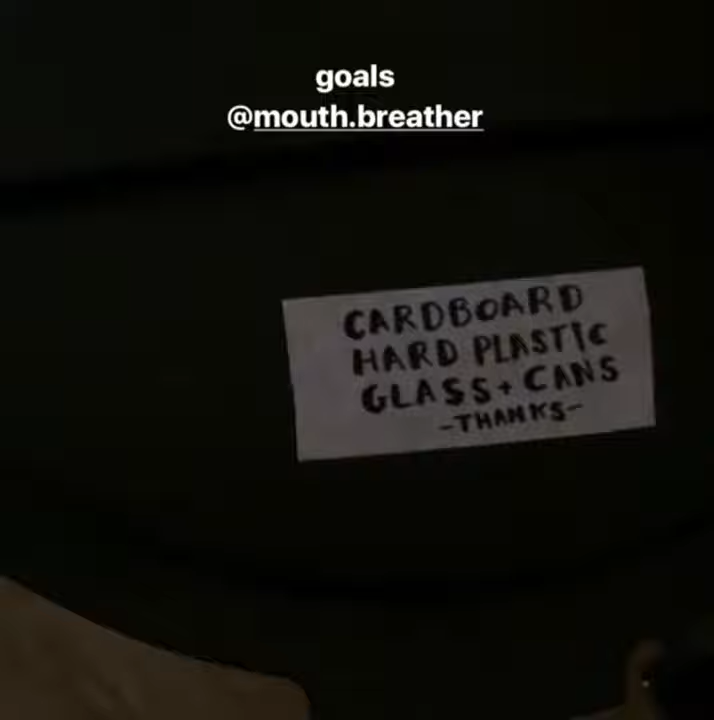 goals
@mouth.breather
CARDBOARD
HARD PLASTIC
GLASS + CANS
-THANKS-